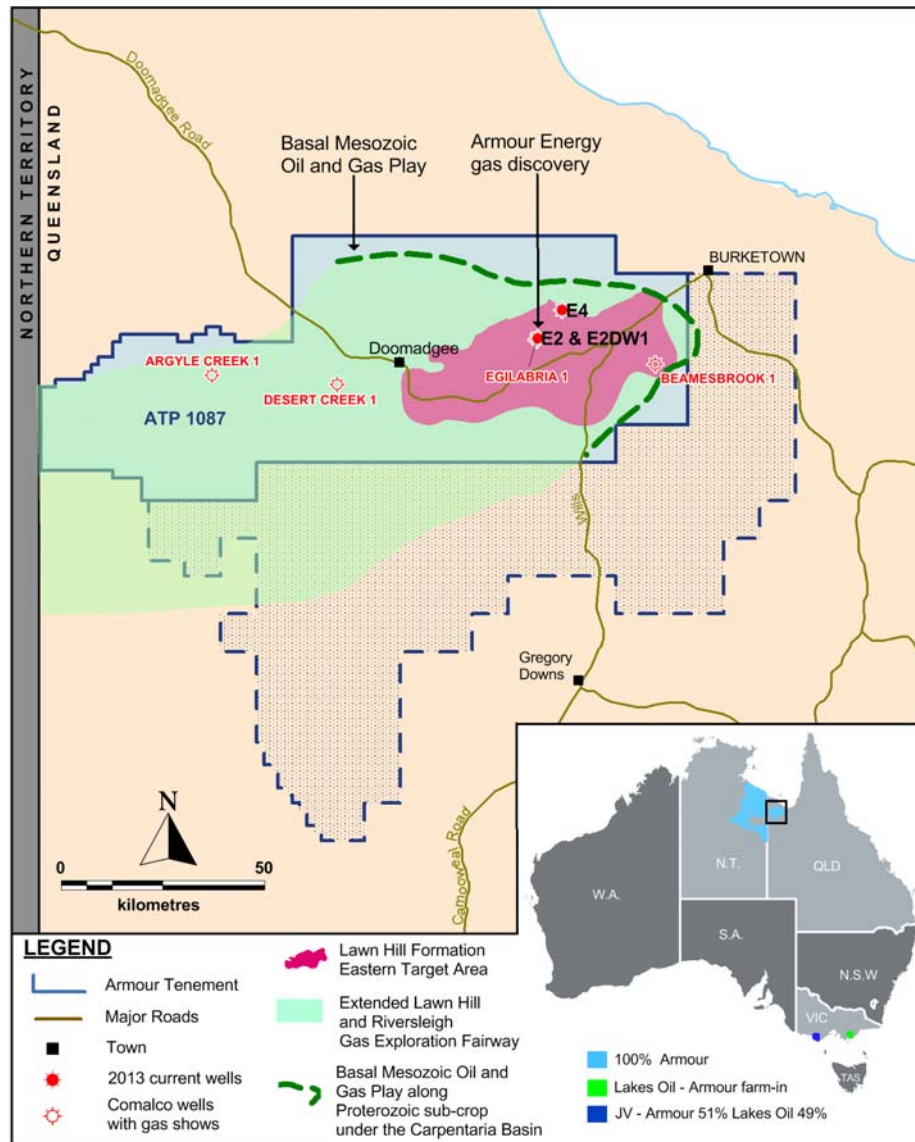 NORTHERN TERRITORY
QUEENSLAND
Doomadgee Road
Basal Mesozoic
Oil and Gas Play
Armour Energy
gas discovery
BURKETOWN
E4
E2 & E2DW1
Doomadgee
ARGYLE CREEK 1
DESERT CREEK 1
EGILABRIA 1
BEAMESBROOK 1
ATP 1087
Wills
Gregory
Downs
N
0 50
kilometres
Camooweal Road
W.A.
N.T.
QLD
S.A.
N.S.W
VIC
TAS
100% Armour
Lakes Oil - Armour farm-in
JV - Armour 51% Lakes Oil 49%
LEGEND
Armour Tenement
Major Roads
Town
2013 current wells
Comalco wells
with gas shows
Lawn Hill Formation
Eastern Target Area
Extended Lawn Hill
and Riversleigh
Gas Exploration Fairway
Basal Mesozoic Oil and
Gas Play along
Proterozoic sub-crop
under the Carpentaria Basin